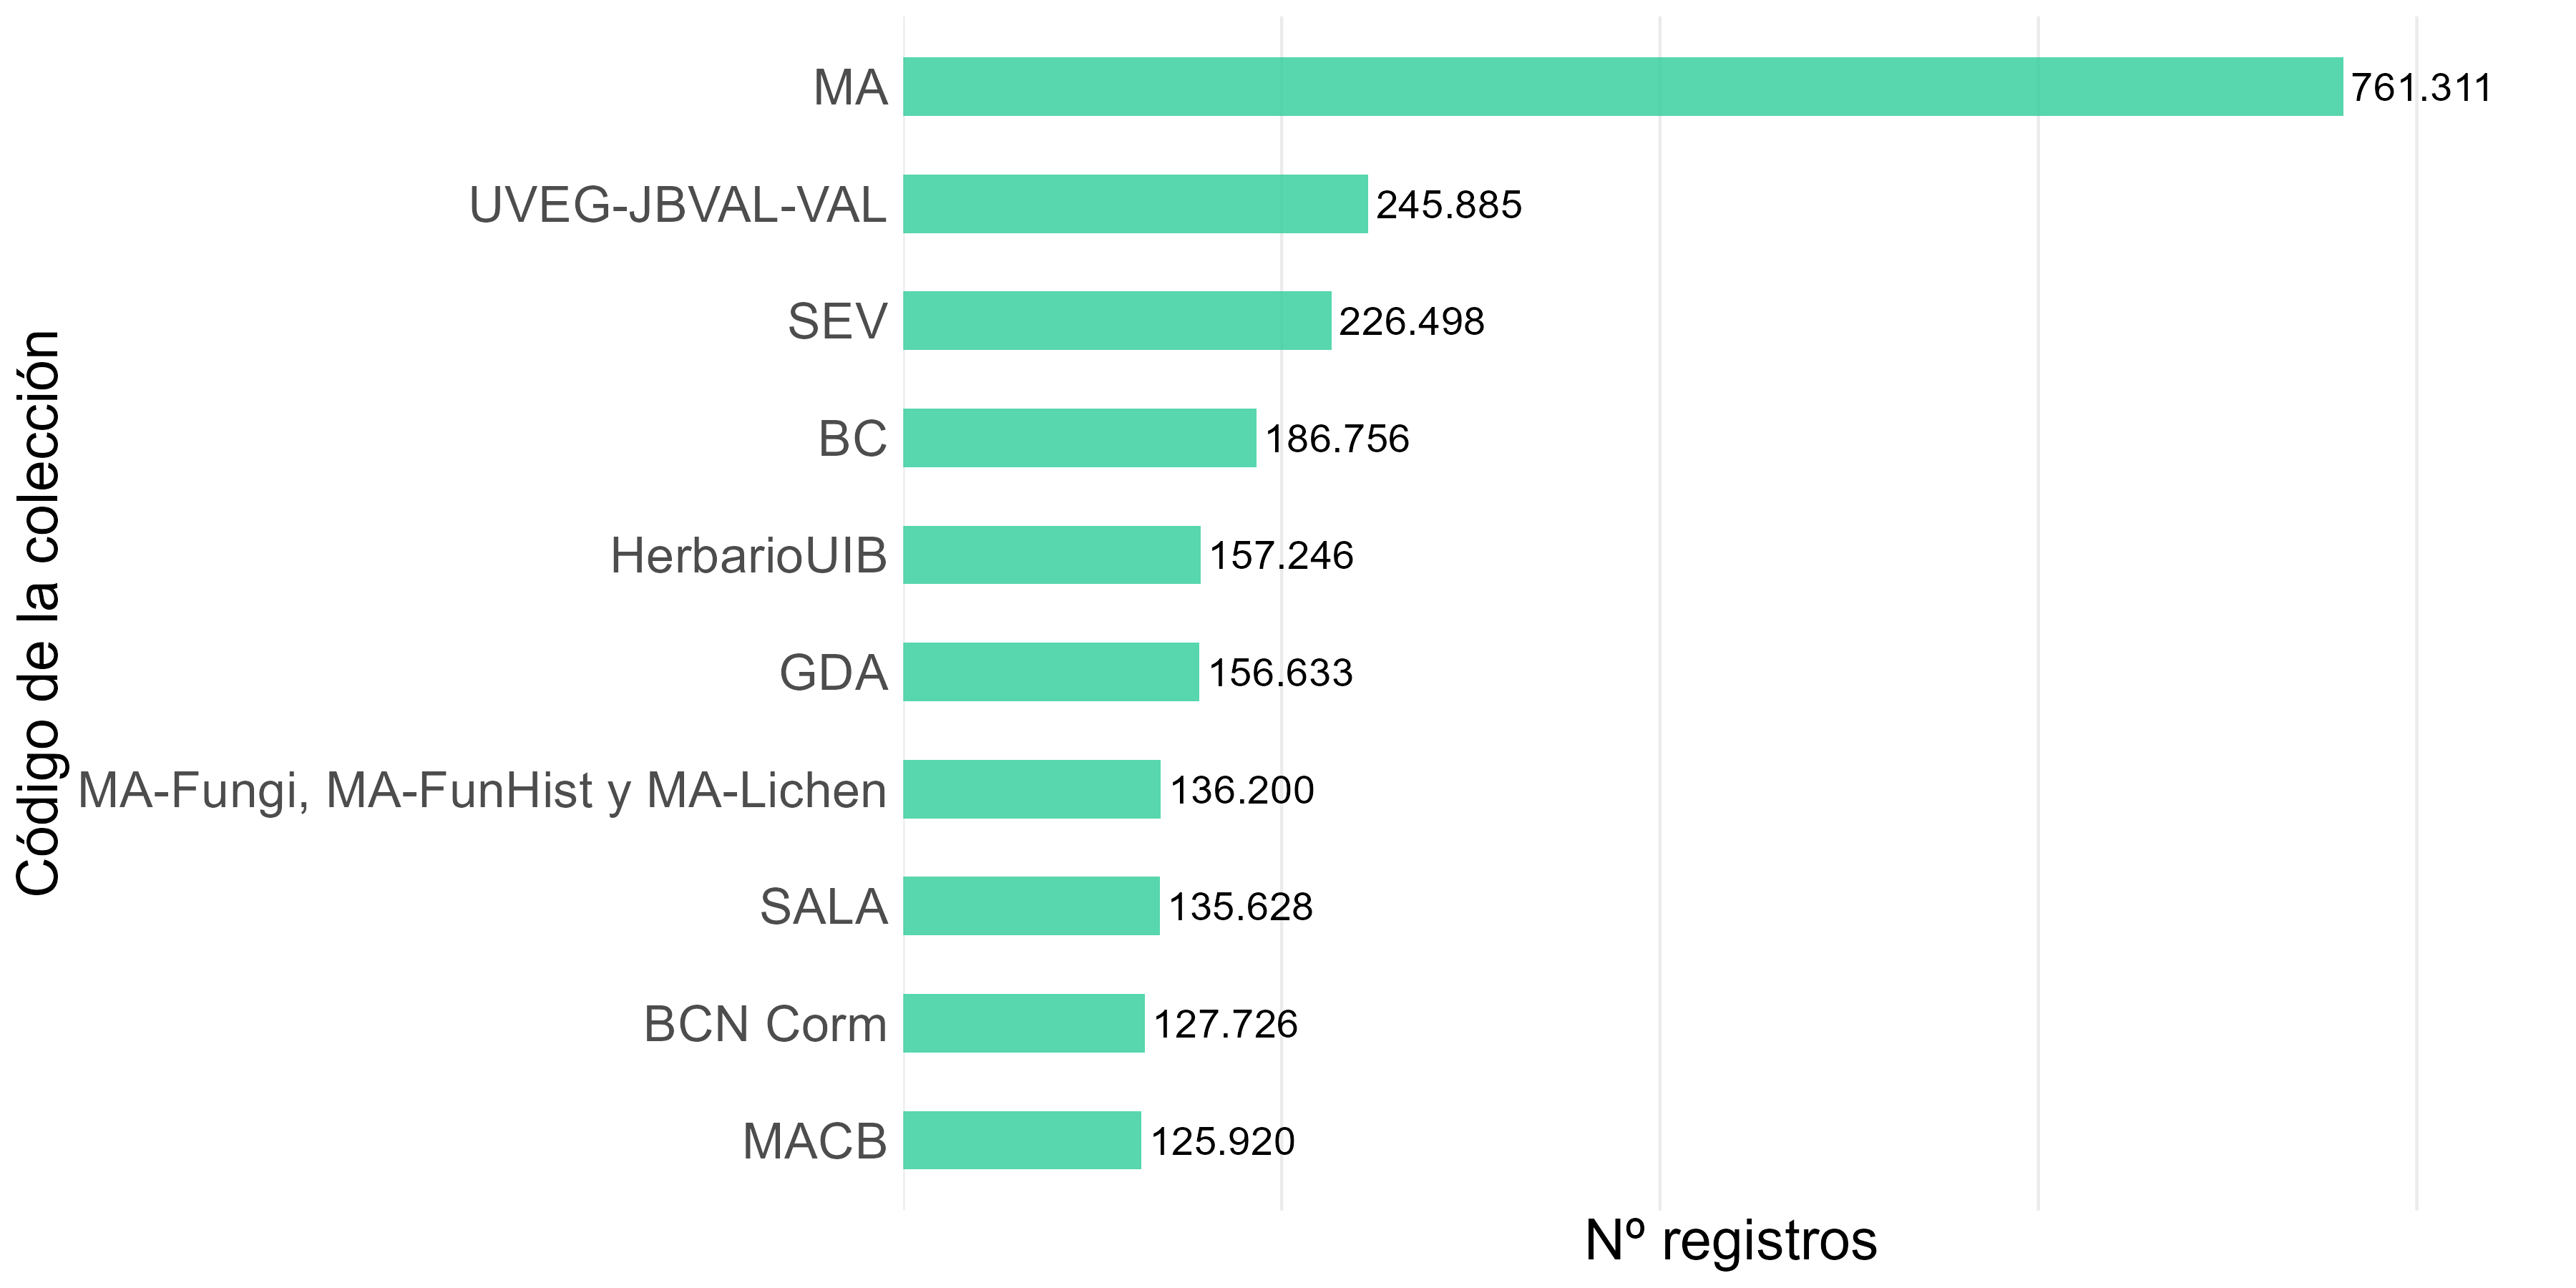 Código de la colección
MA 761.311
UVEG-JBVAL-VAL 245.885
SEV 226.498
BC 186.756
HerbarioUIB 157.246
GDA 156.633
MA-Fungi, MA-FunHist y MA-Lichen 136.200
SALA 135.628
BCN Corm 127.726
MACB 125.920
Nº registros